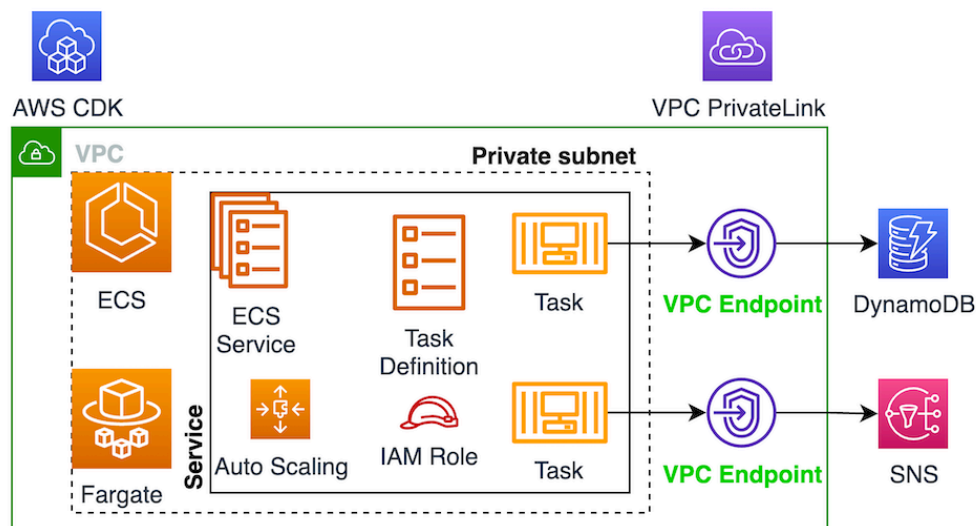 AWS CDK
VPC PrivateLink
VPC
Private subnet
ECS
ECS
Service
Task
Definition
Task
VPC Endpoint
DynamoDB
Fargate
Service
Auto Scaling
IAM Role
Task
VPC Endpoint
SNS